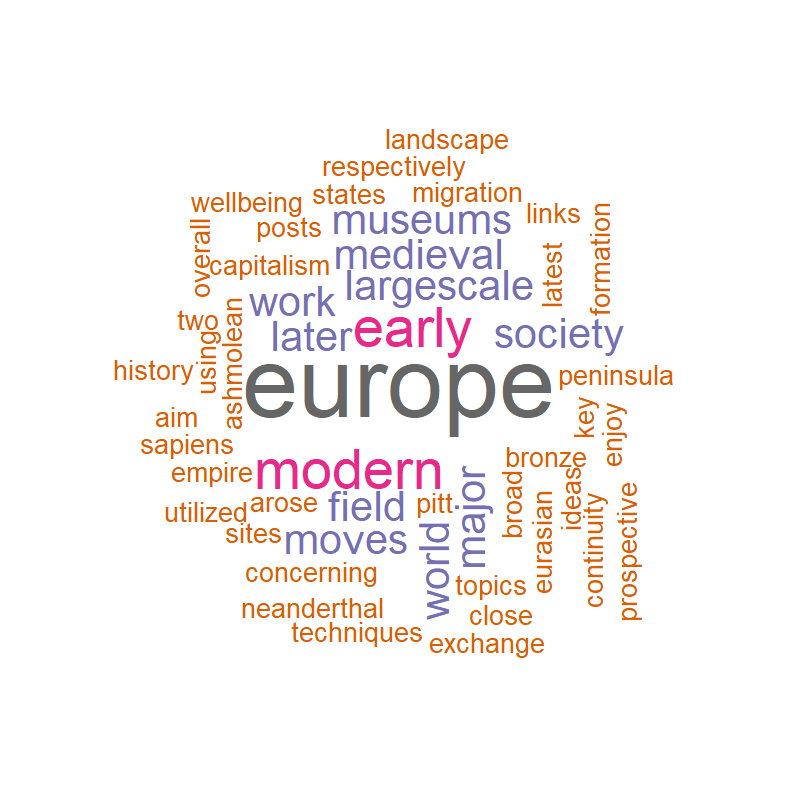 landscape
respectively
wellbeing
states
migration
museums
links
posts
overall
medieval
capitalism
latest
formation
largescale
work
two
using
ashmolean
later
early
society
europe
history
peninsula
aim
key
enjoy
sapiens
empire
modern
bronze
utilized
arose
field
pitt
major
broad
ideas
eurasian
continuity
prospective
sites
moves
world
concerning
topics
neanderthal
close
techniques
exchange